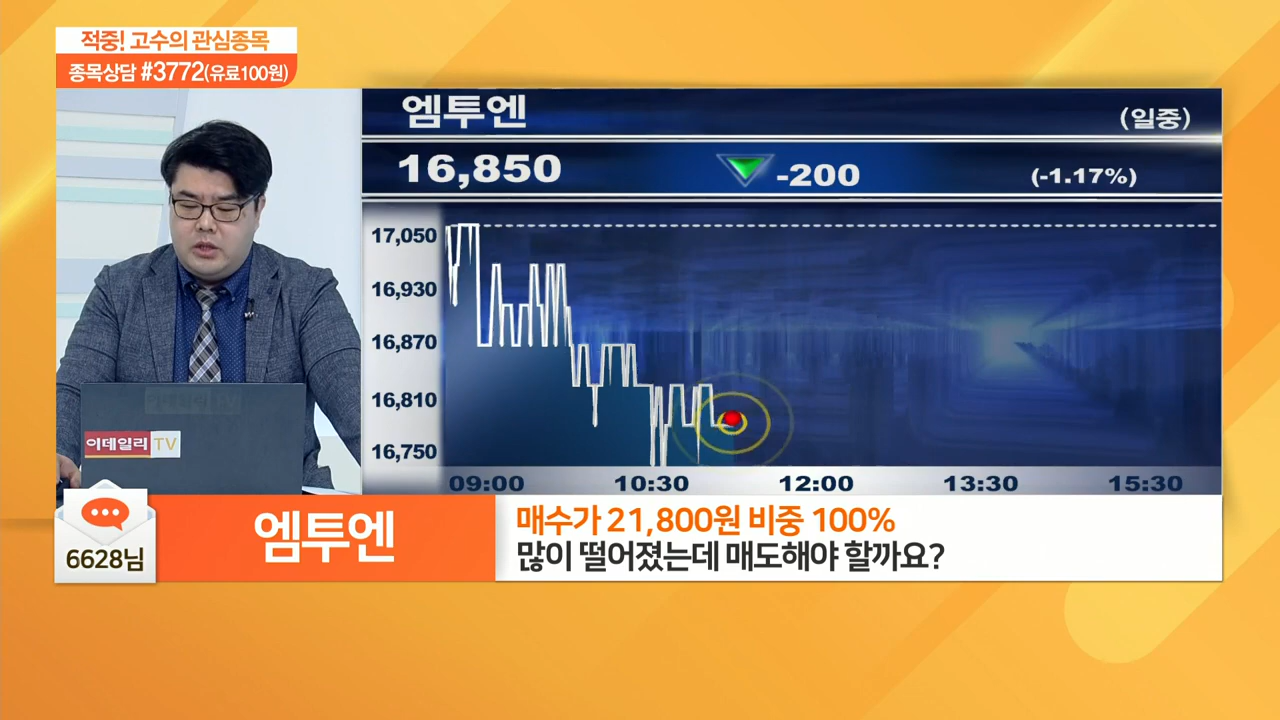 적중! 고수의 관심종목
종목상담 #3772(유료100원)
엠투엔
(일중)
16,850
-200
(-1.17%)
17,050
16,930
16,870
16,810
16,750
09:00
10:30
12:00
13:30
15:30
이데일리 TV
6628님
엠투엔
매수가 21,800원 비중 100%
많이 떨어졌는데 매도해야 할까요?